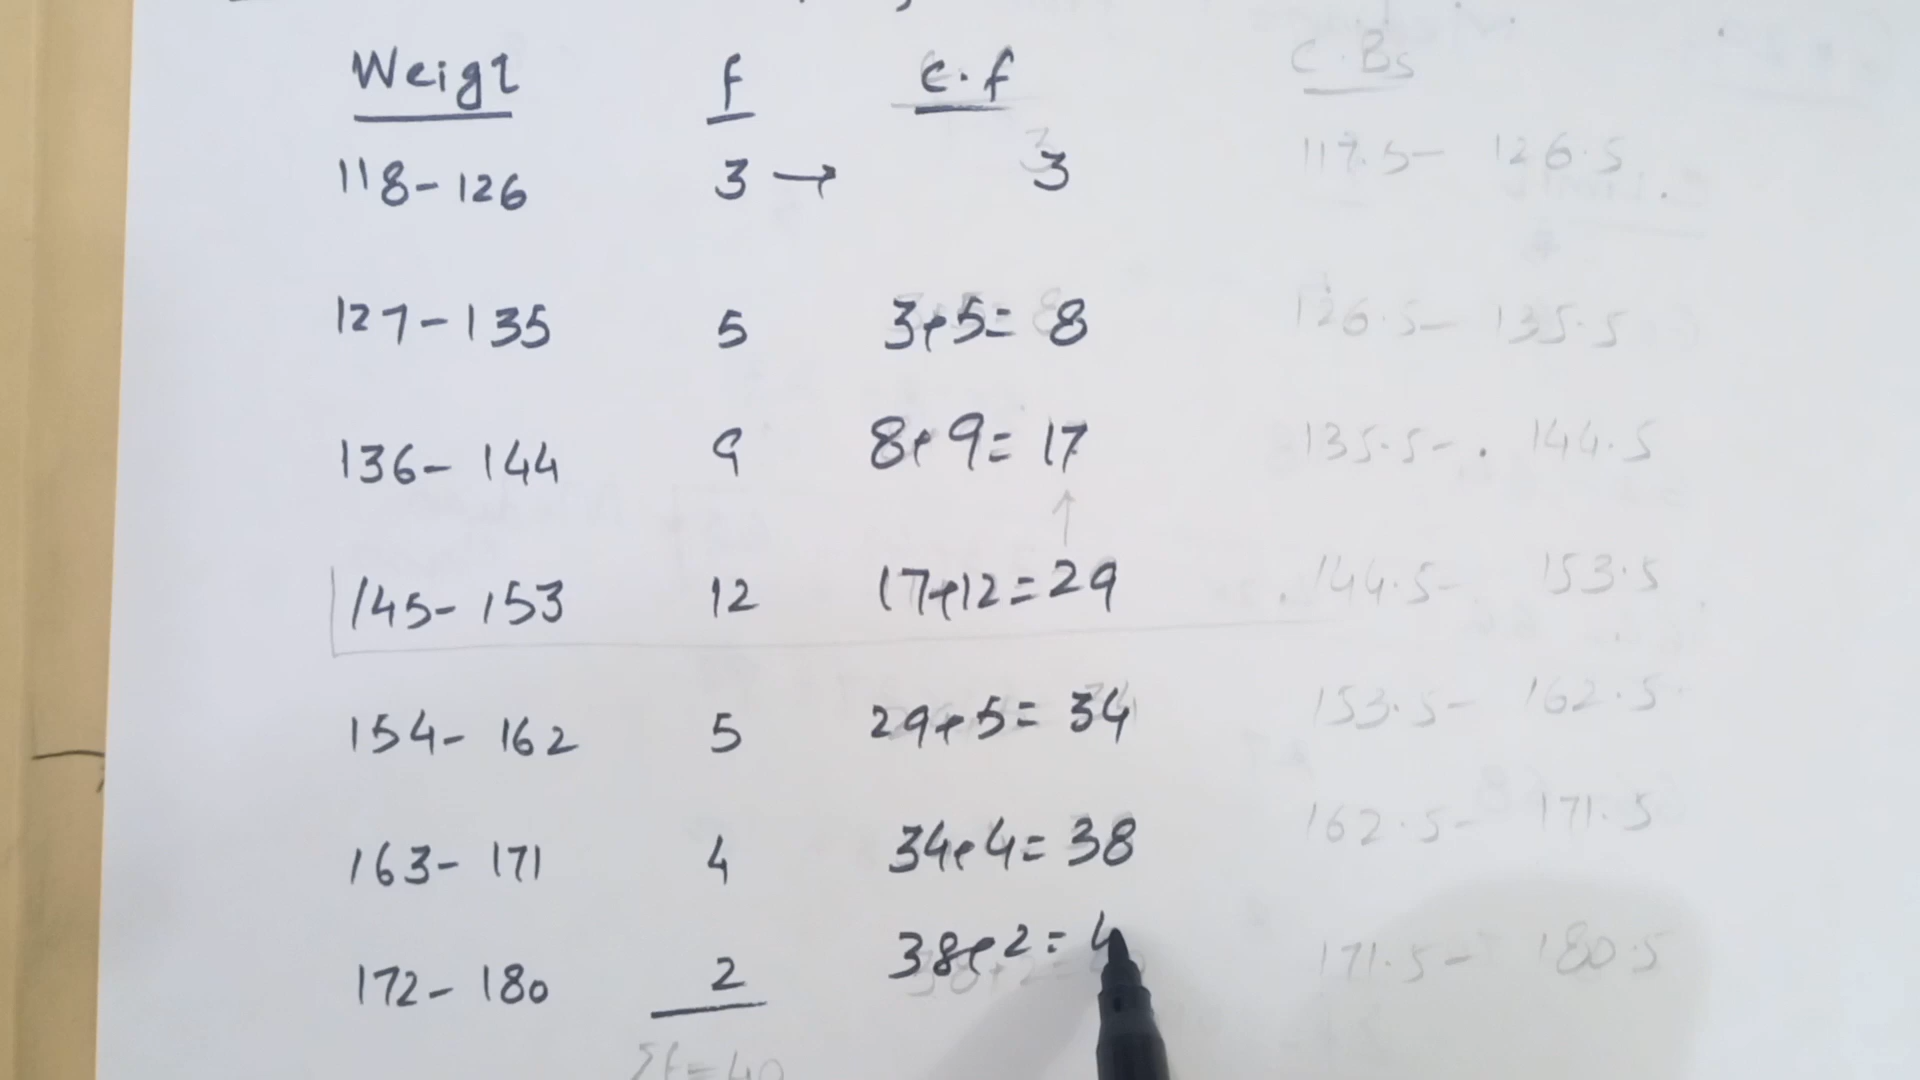 Weigt f c.f C.Bs
118-126 3 → 3 117.5- 126.5
127-135 5 3+5= 8 126.5- 135.5
136- 144 9 8+9= 17 135.5- 144.5
↑
145- 153 12 17+12=29 144.5- 153.5
154- 162 5 29+5= 34 153.5- 162.5
163- 171 4 34+4= 38 162.5- 171.5
172- 180 2 38+2= 4 171.5- 180.5
Σf=40